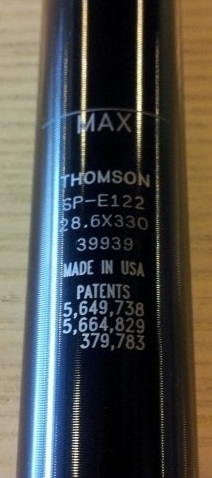 MAX
THOMSON
SP-E122
28.6X330
39939
MADE IN USA
PATENTS
5,649,738
5,664,829
379,783